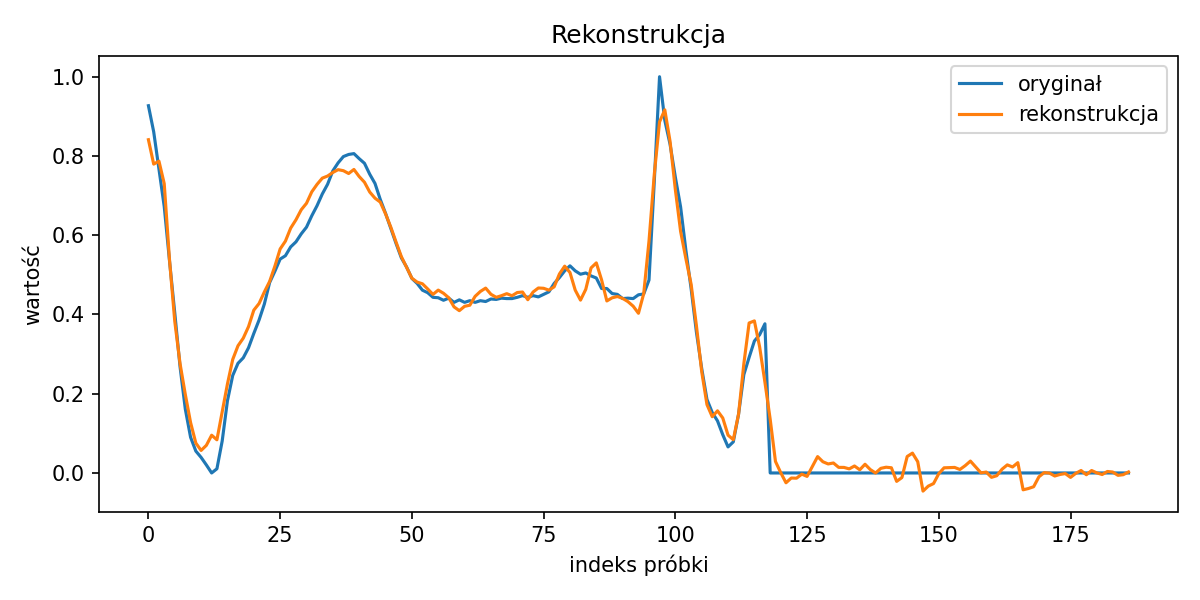 Rekonstrukcja
oryginał
rekonstrukcja
wartość
1.0
0.8
0.6
0.4
0.2
0.0
0 25 50 75 100 125 150 175
indeks próbki